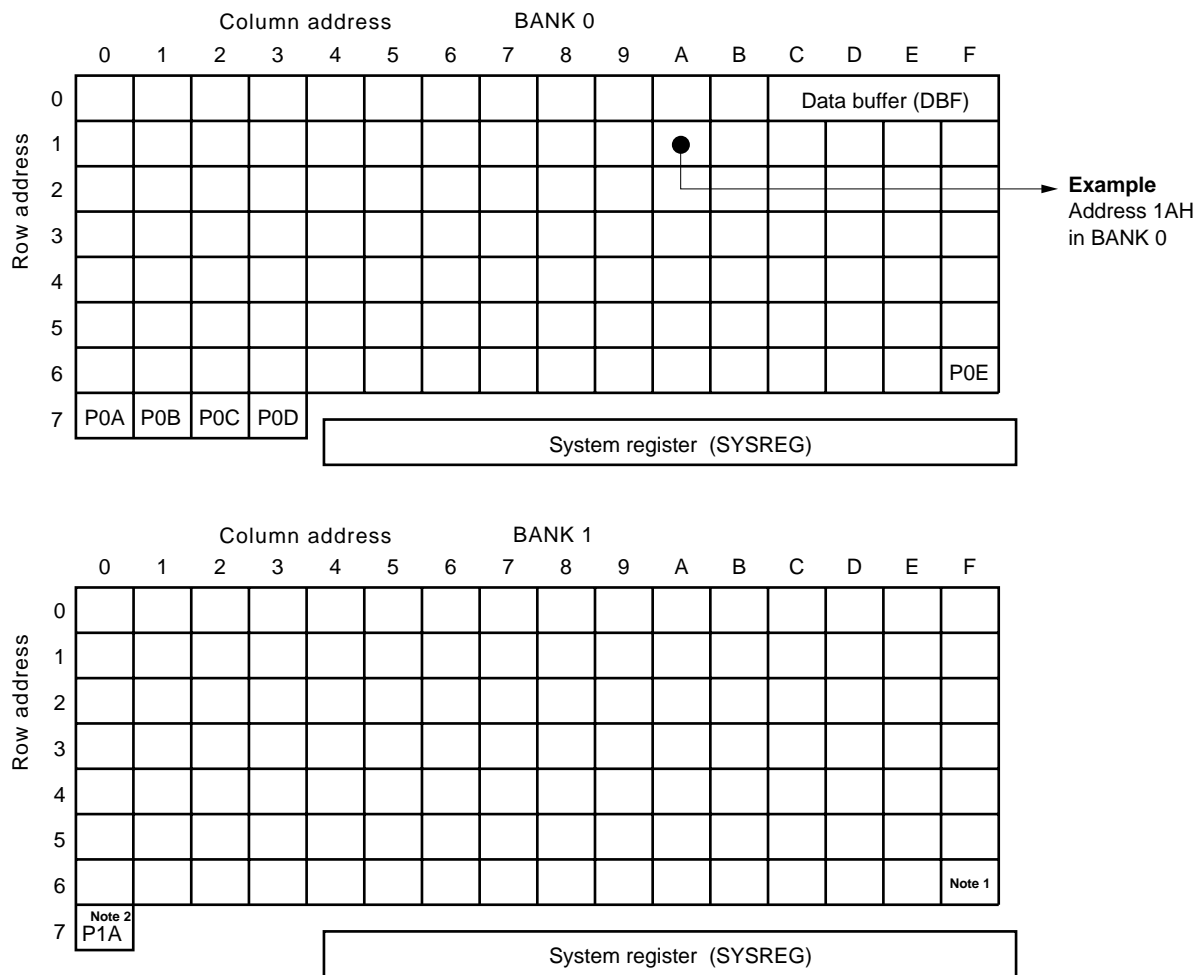 Column address BANK 0
0 1 2 3 4 5 6 7 8 9 A B C D E F
0 Data buffer (DBF)
1
2
3
4
5
6 P0E
7 P0A P0B P0C P0D
System register (SYSREG)
Row address
Example
Address 1AH
in BANK 0
Column address BANK 1
0 1 2 3 4 5 6 7 8 9 A B C D E F
0
1
2
3
4
5
6 Note 1
Note 2
7 P1A
System register (SYSREG)
Row address